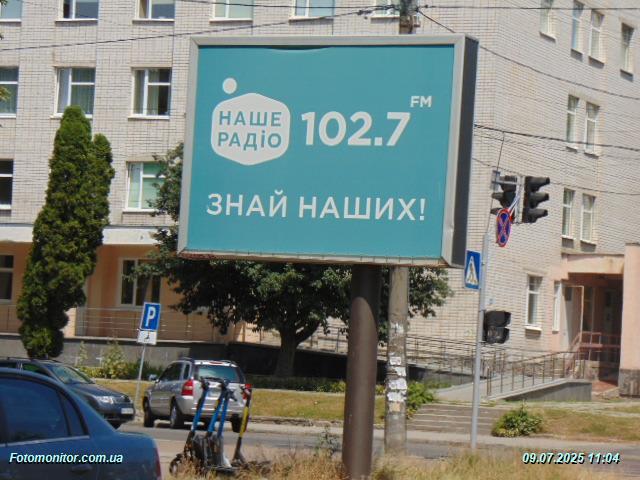 НАШЕ
РАДІО
102.7 FM
ЗНАЙ НАШИХ!
P
Fotomonitor.com.ua
09.07.2025 11:04